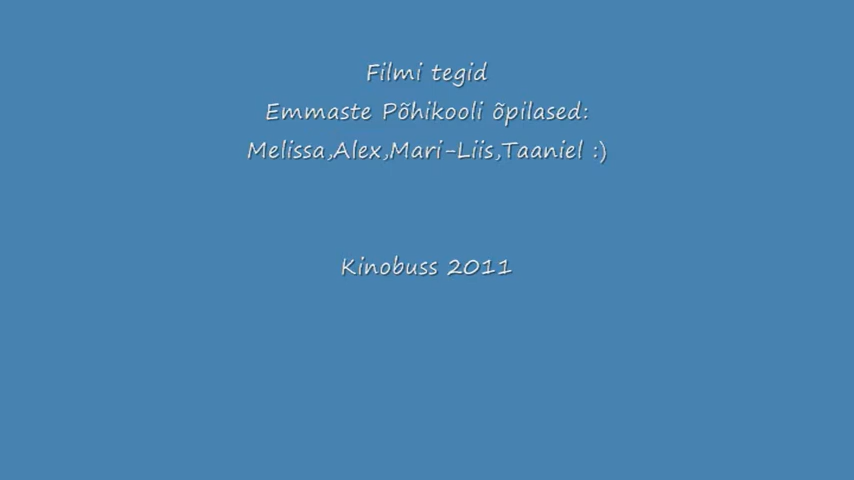 Filmi tegid
Emmaste Põhikooli õpilased:
Melissa,Alex,Mari-Liis,Taaniel :)
Kinobuss 2011